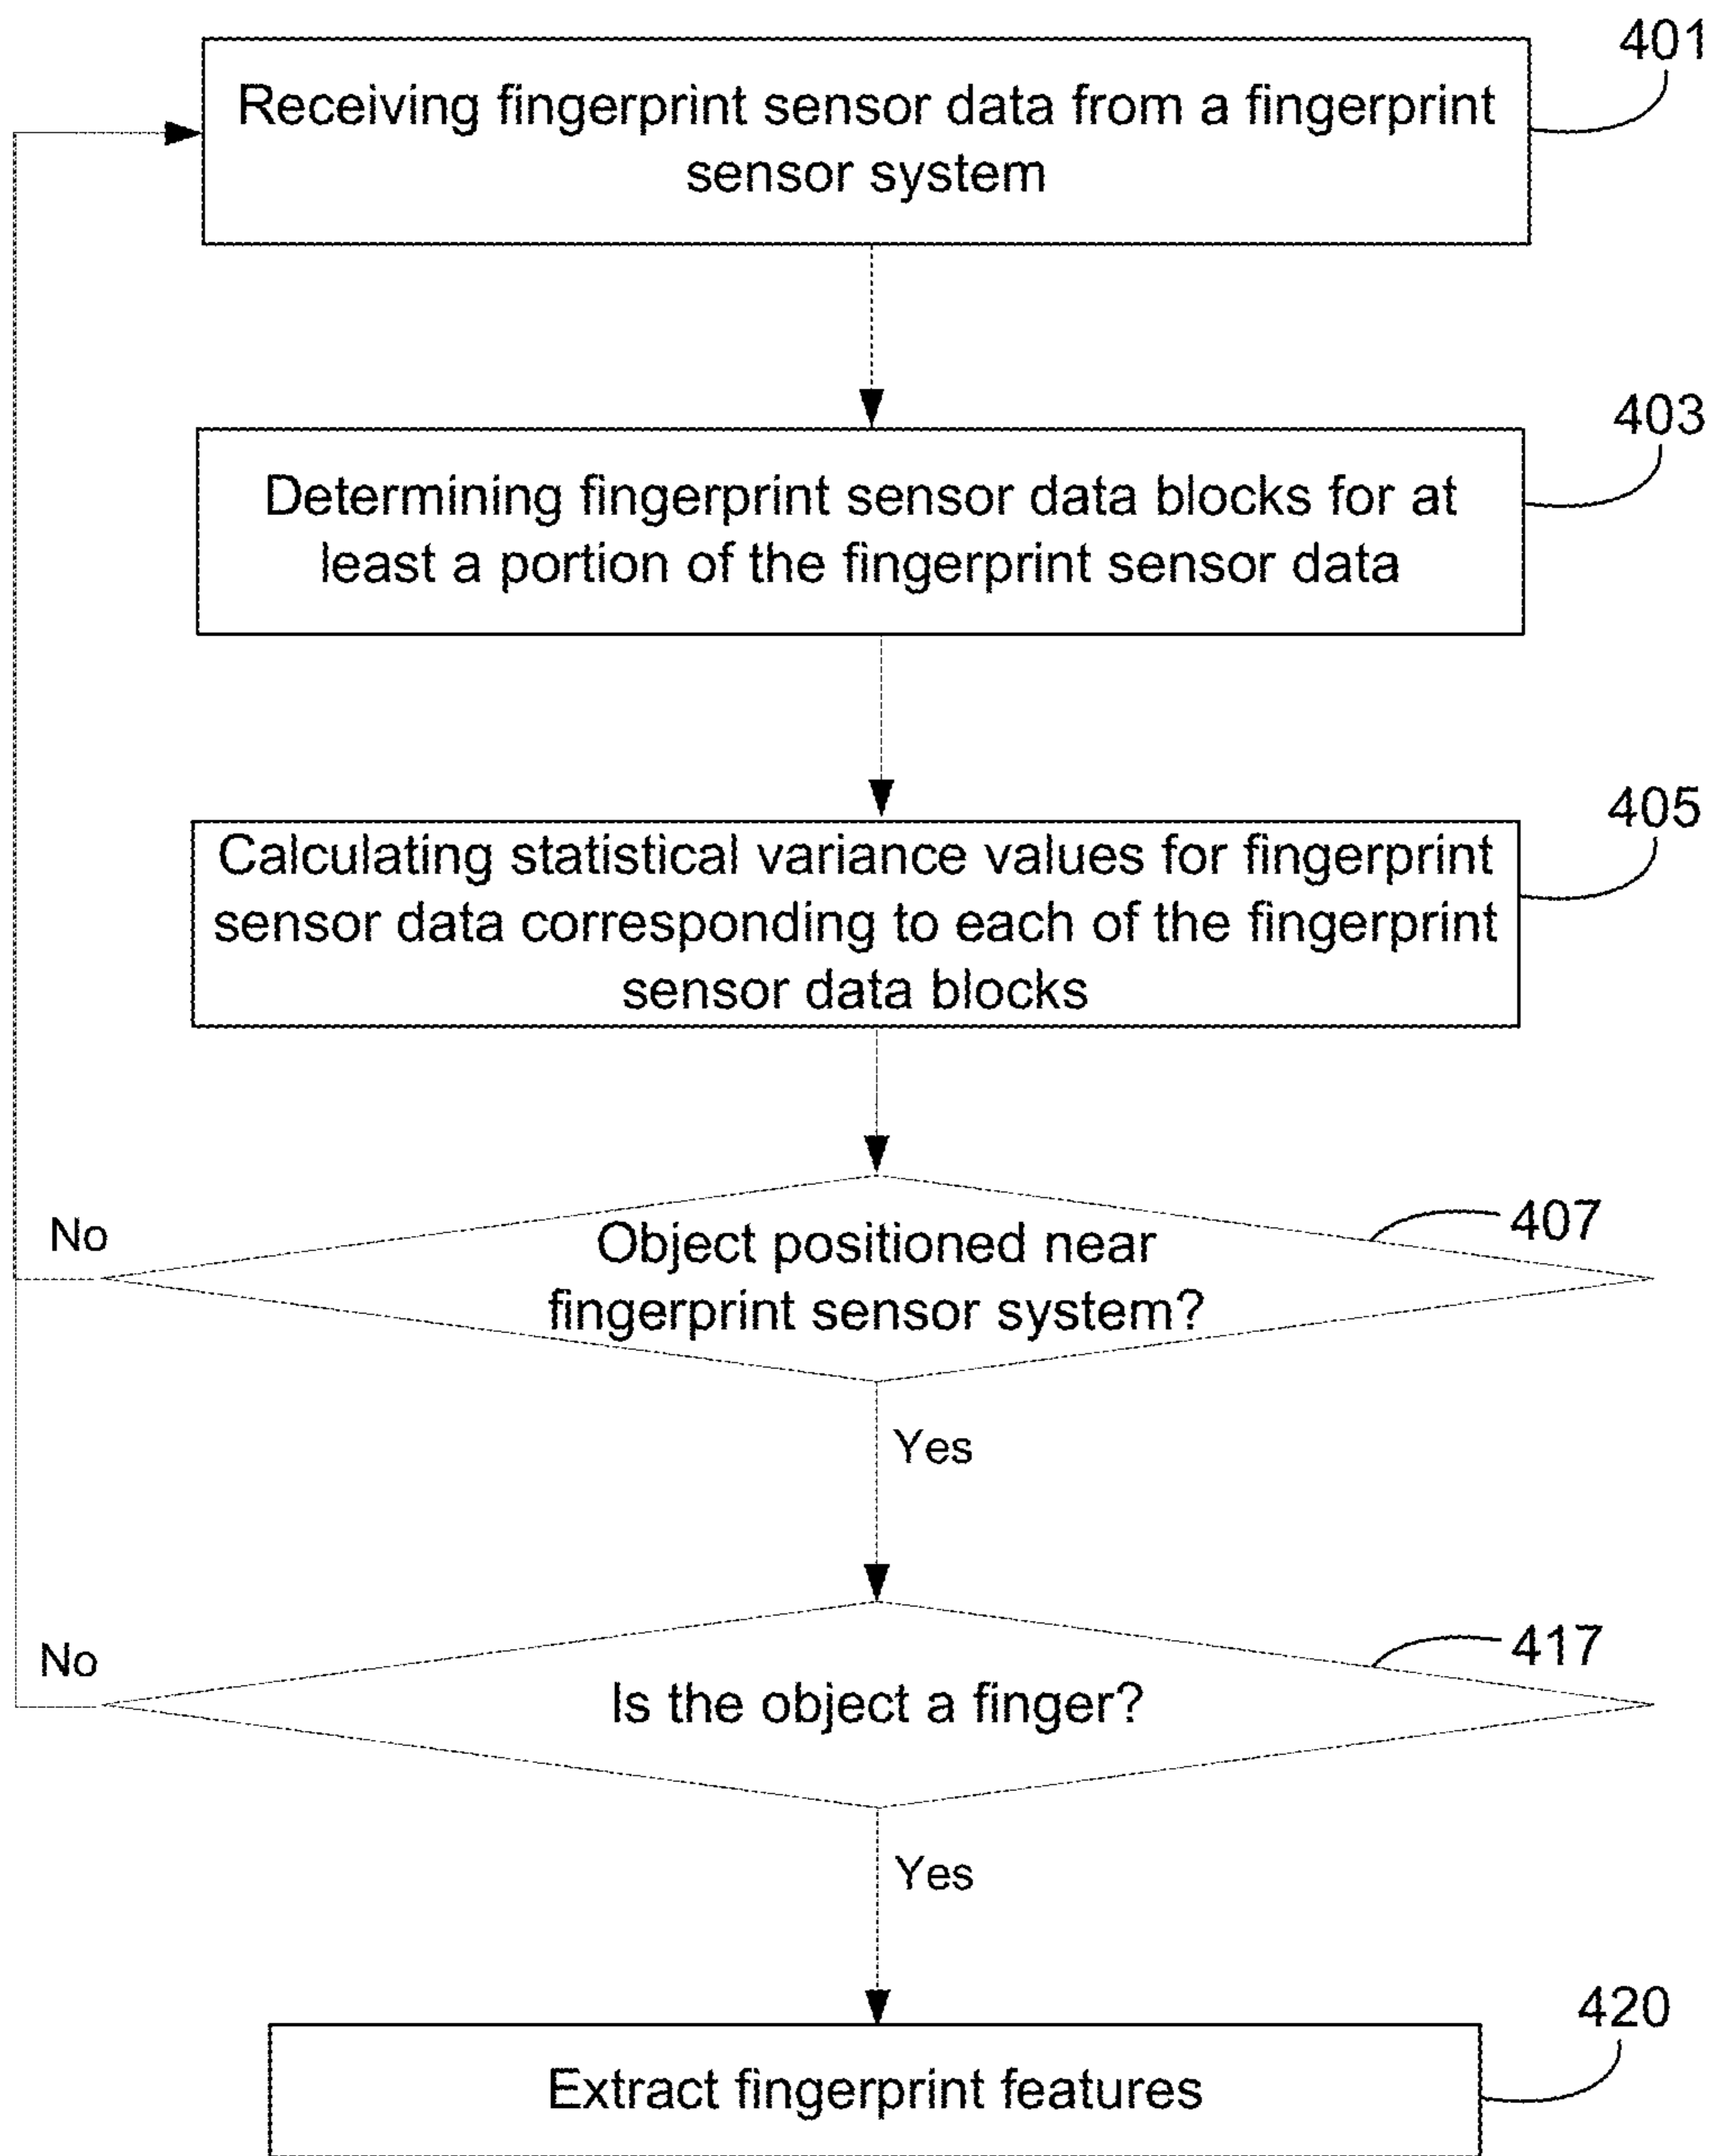 401
Receiving fingerprint sensor data from a fingerprint
sensor system
403
Determining fingerprint sensor data blocks for at
least a portion of the fingerprint sensor data
405
Calculating statistical variance values for fingerprint
sensor data corresponding to each of the fingerprint
sensor data blocks
407
No
Object positioned near
fingerprint sensor system?
Yes
417
No
Is the object a finger?
Yes
420
Extract fingerprint features